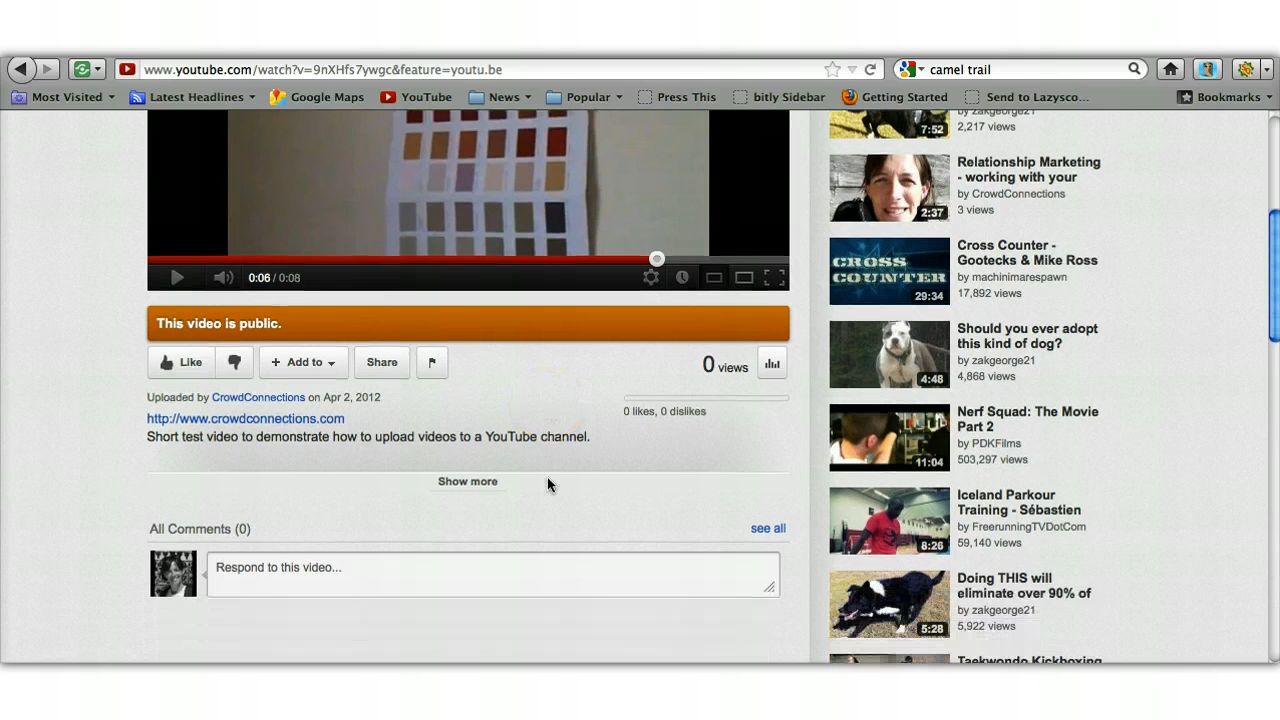 www.youtube.com/watch?v=9nXHfs7ywgc&feature=youtu.be
camel trail
Most Visited
Latest Headlines
Google Maps
YouTube
News
Popular
Press This
bitly Sidebar
Getting Started
Send to Lazysco...
Bookmarks
0:06 / 0:08
This video is public.
Like
+ Add to
Share
0 views
Uploaded by CrowdConnections on Apr 2, 2012
0 likes, 0 dislikes
http://www.crowdconnections.com
Short test video to demonstrate how to upload videos to a YouTube channel.
Show more
All Comments (0)
see all
Respond to this video...
7:52
by zakgeorge21
2,217 views
2:37
Relationship Marketing
- working with your
by CrowdConnections
3 views
CROSS
COUNTER
29:34
Cross Counter -
Gootecks & Mike Ross
by machinimarespawn
17,892 views
4:48
Should you ever adopt
this kind of dog?
by zakgeorge21
4,868 views
11:04
Nerf Squad: The Movie
Part 2
by PDKFilms
503,297 views
8:26
Iceland Parkour
Training - Sébastien
by FreerunningTVDotCom
59,140 views
5:28
Doing THIS will
eliminate over 90% of
by zakgeorge21
5,922 views
Taekwondo Kickboxing